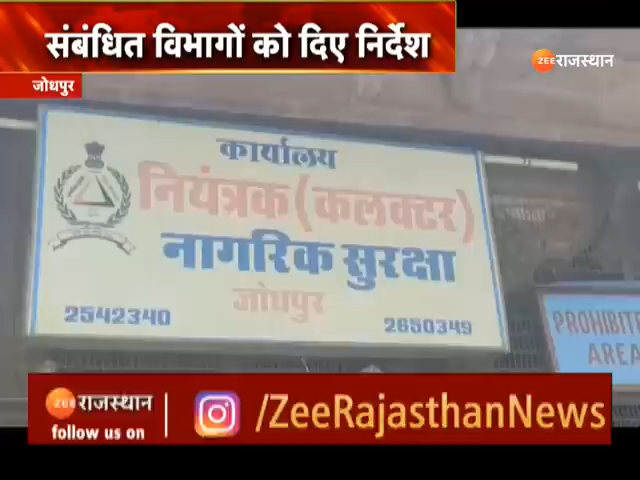 संबंधित विभागों को दिए निर्देश
ZEE राजस्थान
जोधपुर
कार्यालय
नियंत्रक (कलक्टर)
नागरिक सुरक्षा
जोधपुर
2542340
2650349
PROHIBITE
AREA
ZEE राजस्थान
follow us on
/ZeeRajasthanNews